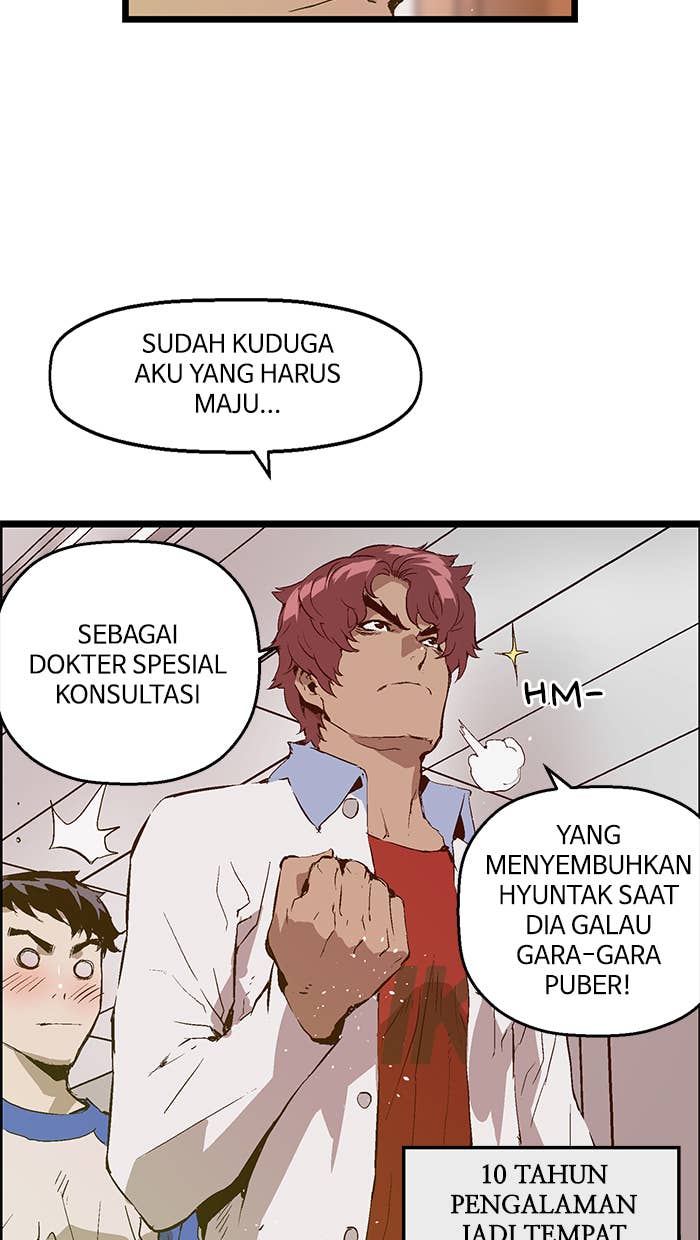 SUDAH KUDUGA
AKU YANG HARUS
MAJU...
SEBAGAI
DOKTER SPESIAL
KONSULTASI
HM-
YANG
MENYEMBUHKAN
HYUNTAK SAAT
DIA GALAU
GARA-GARA
PUBER!
10 TAHUN
PENGALAMAN
JADI TEMPAT